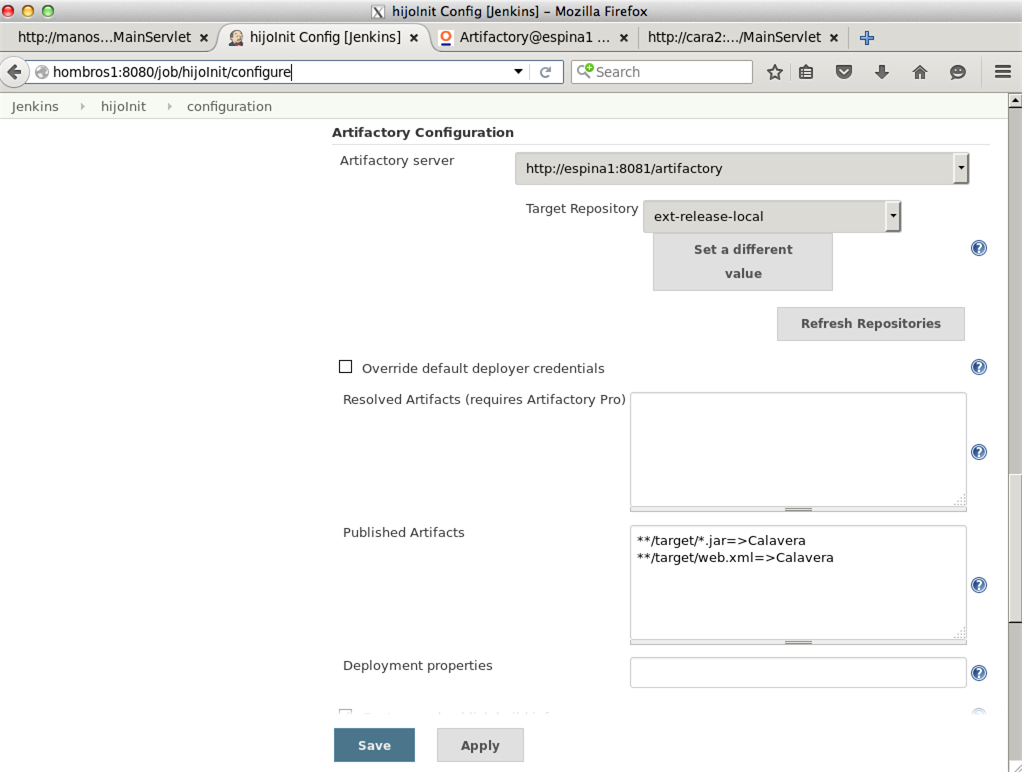 hijoInit Config [Jenkins] – Mozilla Firefox
http://manos...MainServlet
hijoInit Config [Jenkins]
Artifactory@espina1 ...
http://cara2:.../MainServlet
hombros1:8080/job/hijoInit/configure
Search
Jenkins
hijoInit
configuration
Artifactory Configuration
Artifactory server
http://espina1:8081/artifactory
Target Repository
ext-release-local
Set a different
value
Refresh Repositories
Override default deployer credentials
Resolved Artifacts (requires Artifactory Pro)
Published Artifacts
**/target/*.jar=>Calavera
**/target/web.xml=>Calavera
Deployment properties
Save
Apply